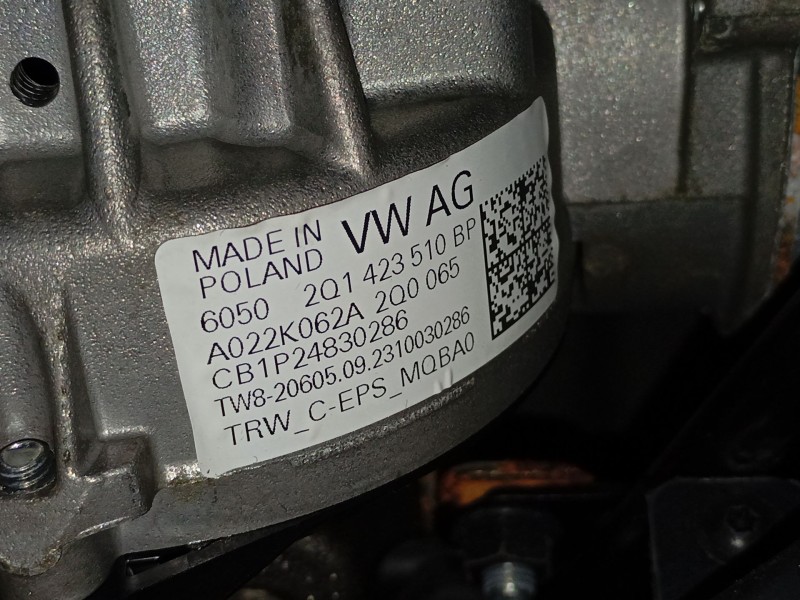 MADE IN VW AG
POLAND
6050 2Q1 423 510 BP
A022K062A 2Q0 065
CB1P24830286
TW8-20605.09.2310030286
TRW_C-EPS_MQBA0